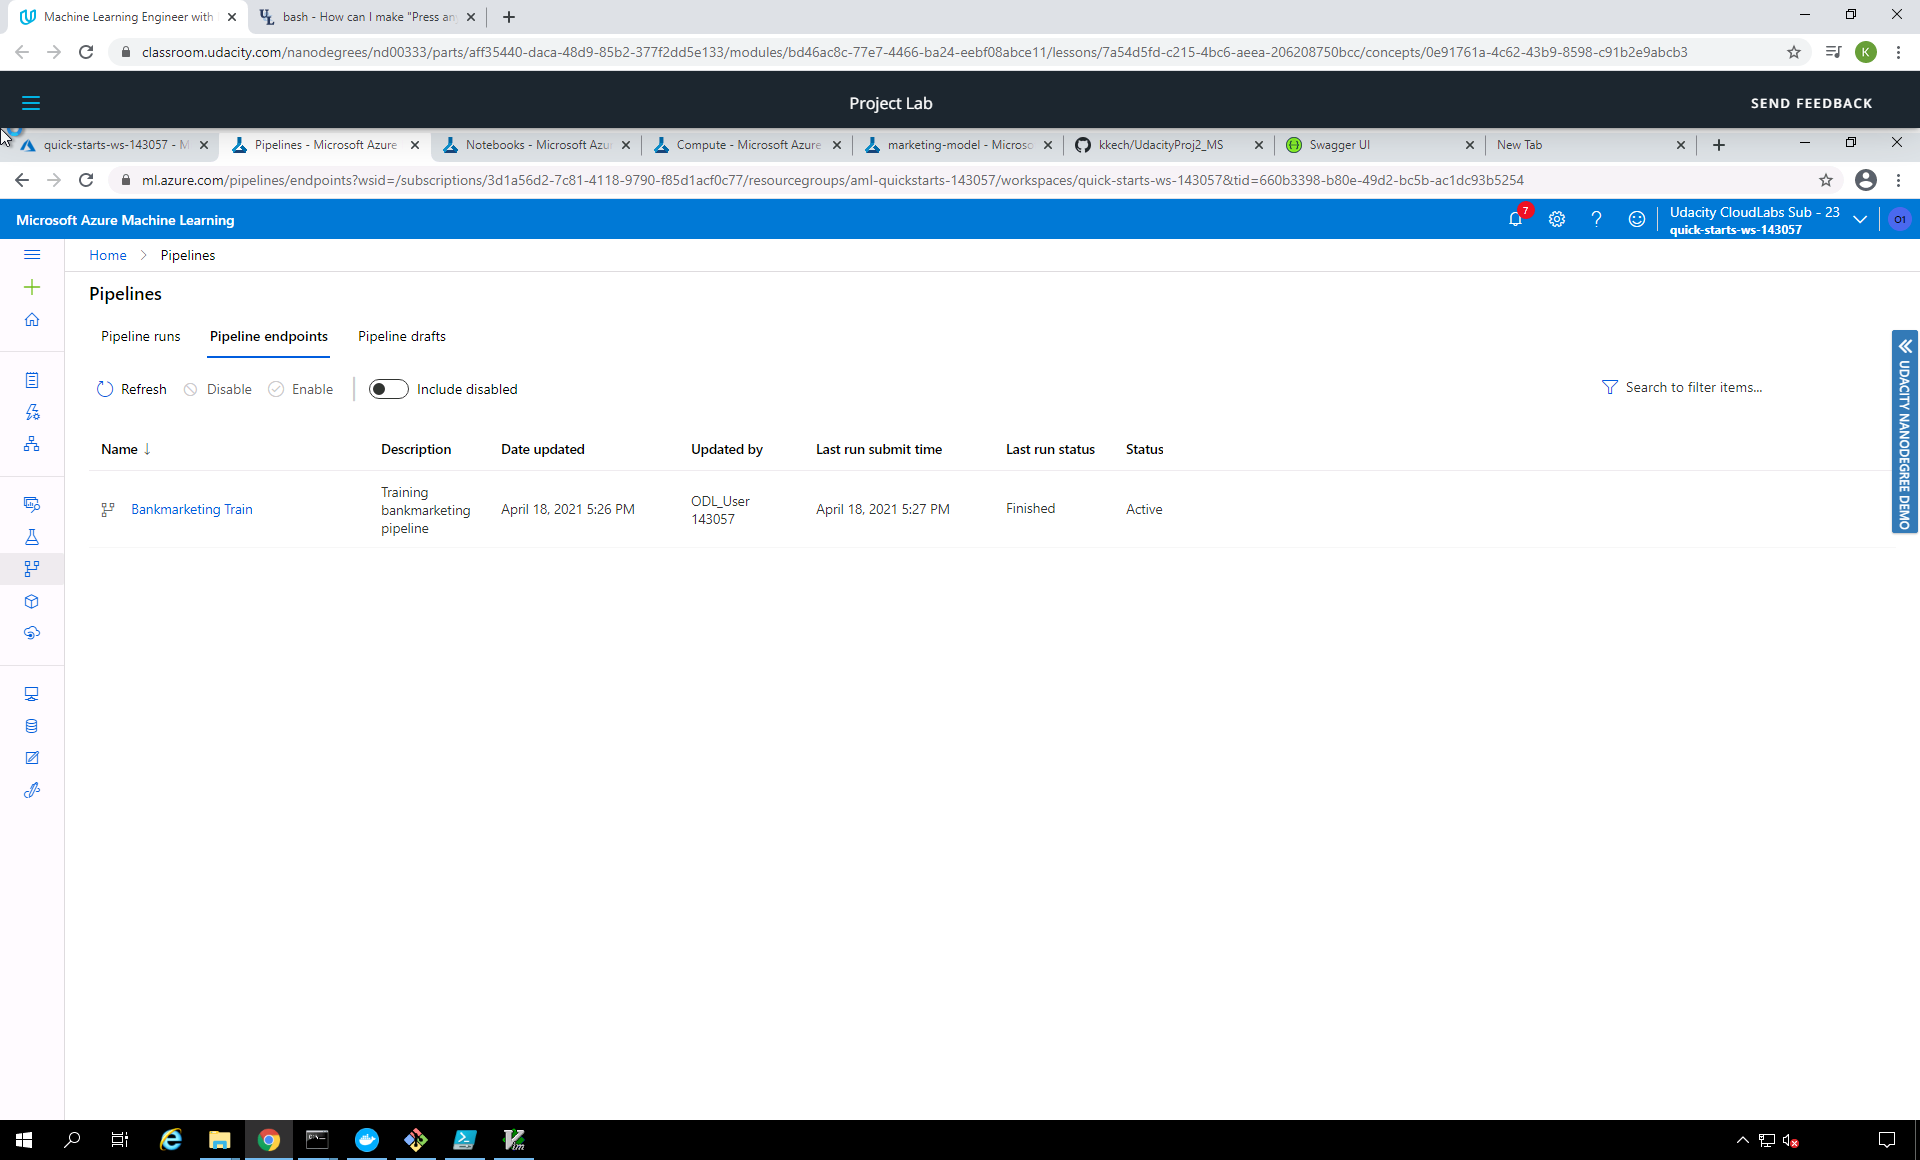 Machine Learning Engineer with
bash - How can I make "Press an
classroom.udacity.com/nanodegrees/nd00333/parts/aff35440-daca-48d9-85b2-377f2dd5e133/modules/bd46ac8c-77e7-4466-ba24-eebf08abce11/lessons/7a54d5fd-c215-4bc6-aeea-206208750bcc/concepts/0e91761a-4c62-43b9-8598-c91b2e9abcb3
K
Project Lab
SEND FEEDBACK
quick-starts-ws-143057 - M
Pipelines - Microsoft Azure
Notebooks - Microsoft Azu
Compute - Microsoft Azure
marketing-model - Microso
kkech/UdacityProj2_MS
Swagger UI
New Tab
ml.azure.com/pipelines/endpoints?wsid=/subscriptions/3d1a56d2-7c81-4118-9790-f85d1acf0c77/resourcegroups/aml-quickstarts-143057/workspaces/quick-starts-ws-143057&tid=660b3398-b80e-49d2-bc5b-ac1dc93b5254
Microsoft Azure Machine Learning
7
Udacity CloudLabs Sub - 23
quick-starts-ws-143057
O1
Home
Pipelines
Pipelines
Pipeline runs
Pipeline endpoints
Pipeline drafts
Refresh
Disable
Enable
Include disabled
Search to filter items...
UDACITY NANODEGREE DEMO
Name
Description
Date updated
Updated by
Last run submit time
Last run status
Status
Bankmarketing Train
Training
bankmarketing
pipeline
April 18, 2021 5:26 PM
ODL_User
143057
April 18, 2021 5:27 PM
Finished
Active